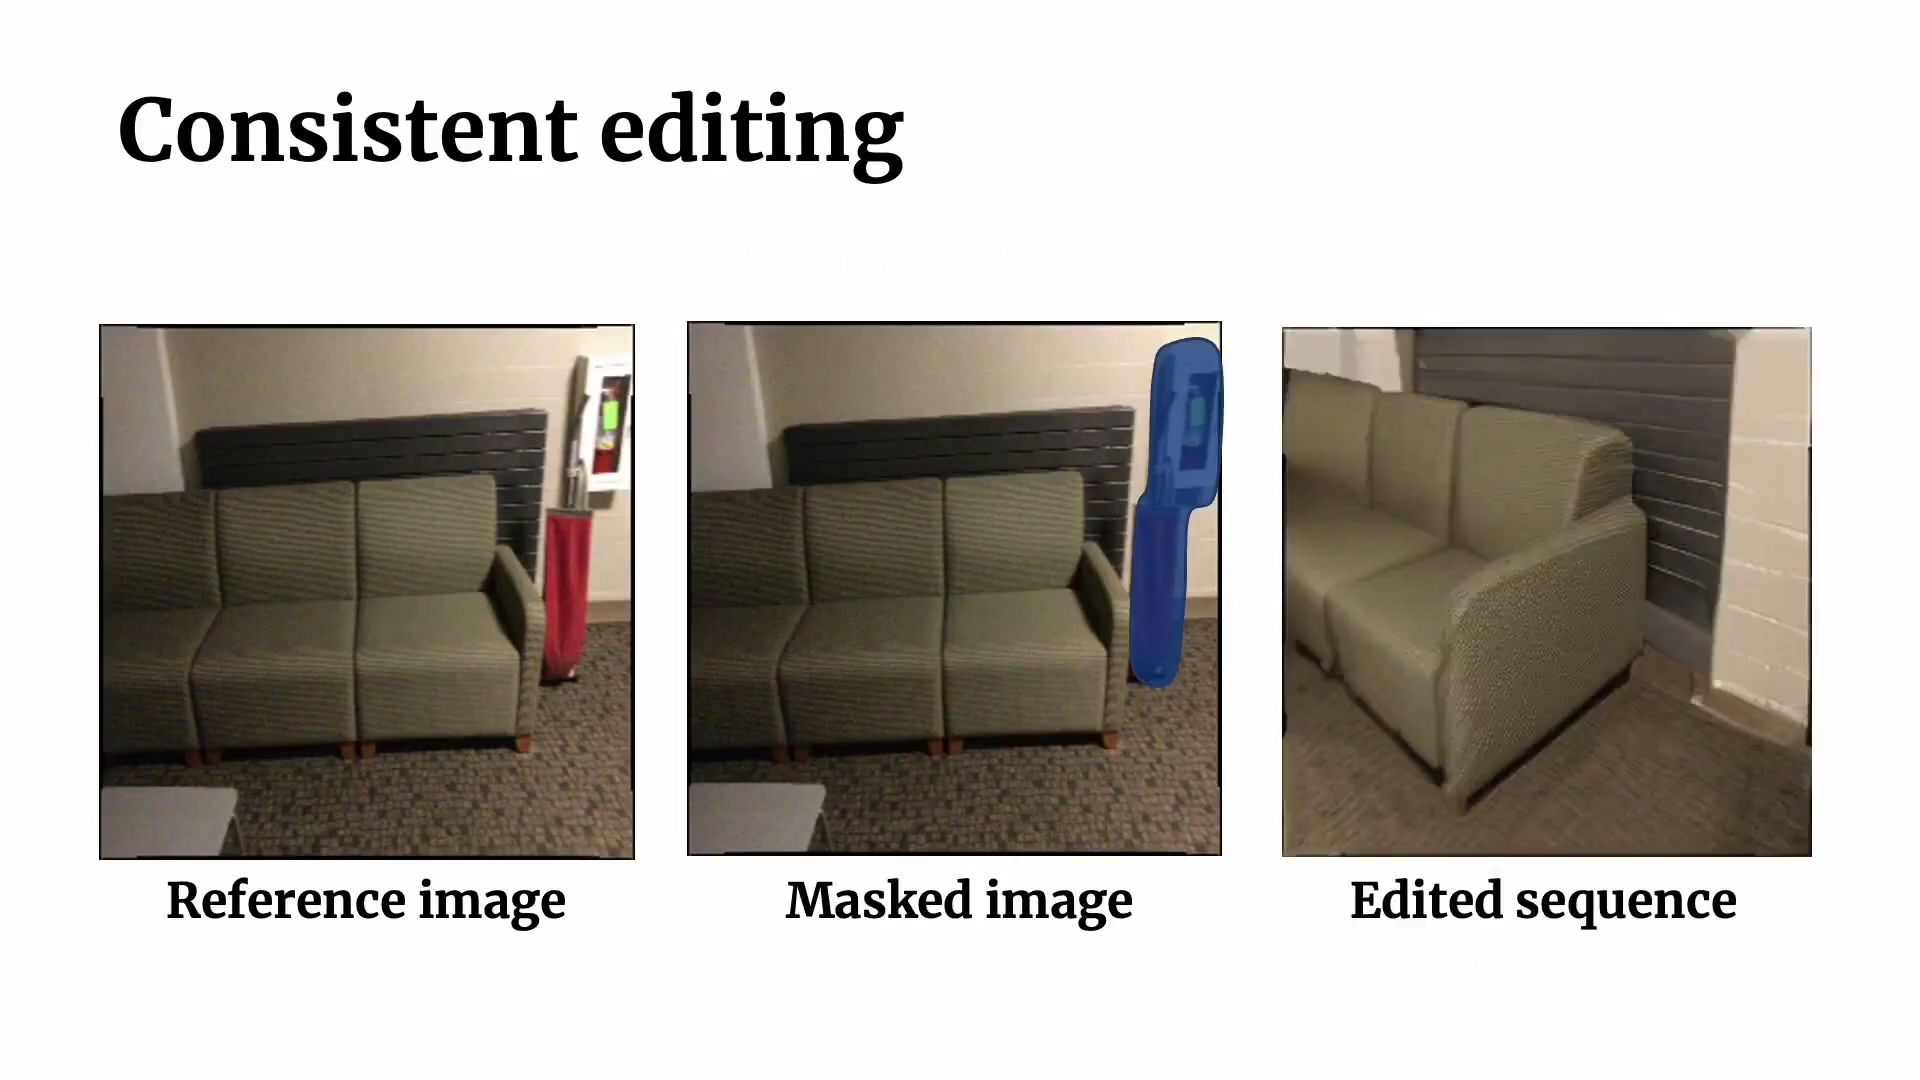 Consistent editing
Reference image
Masked image
Edited sequence